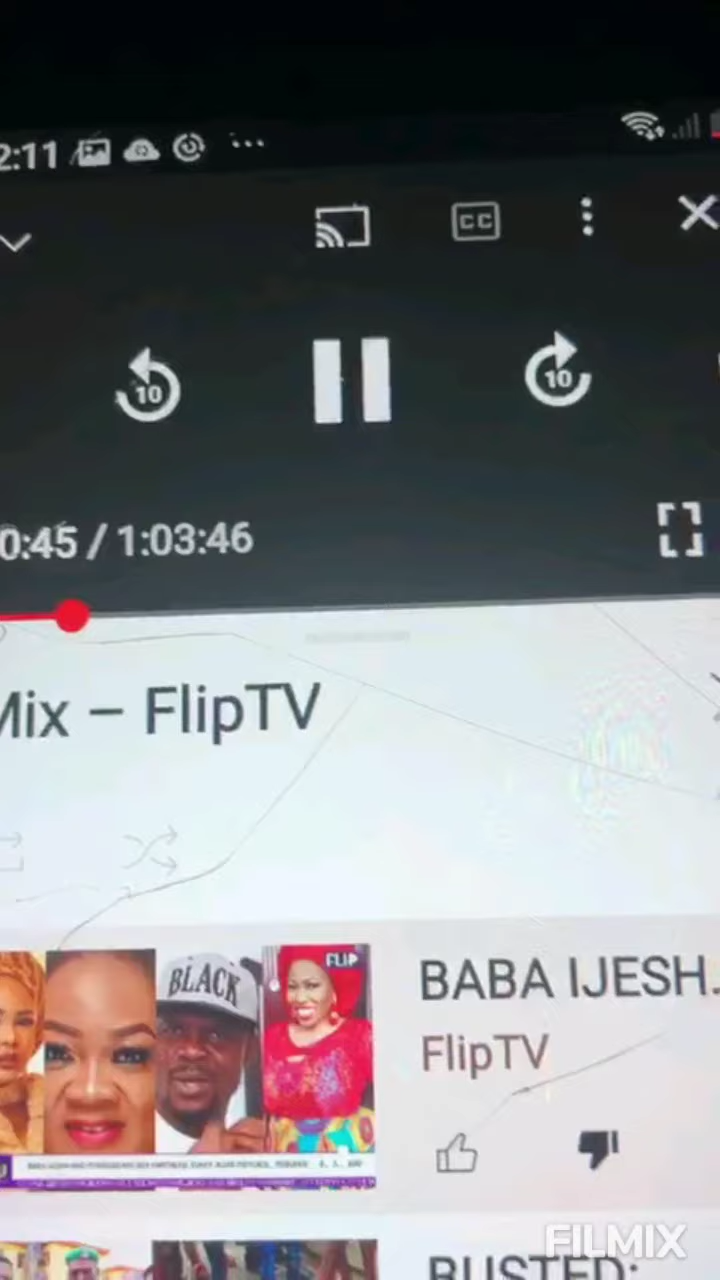 2:11
CC
10
10
0:45 / 1:03:46
Mix – FlipTV
BLACK
FLIP
BABA IJESH..
FlipTV
BUSTED:
FILMIX